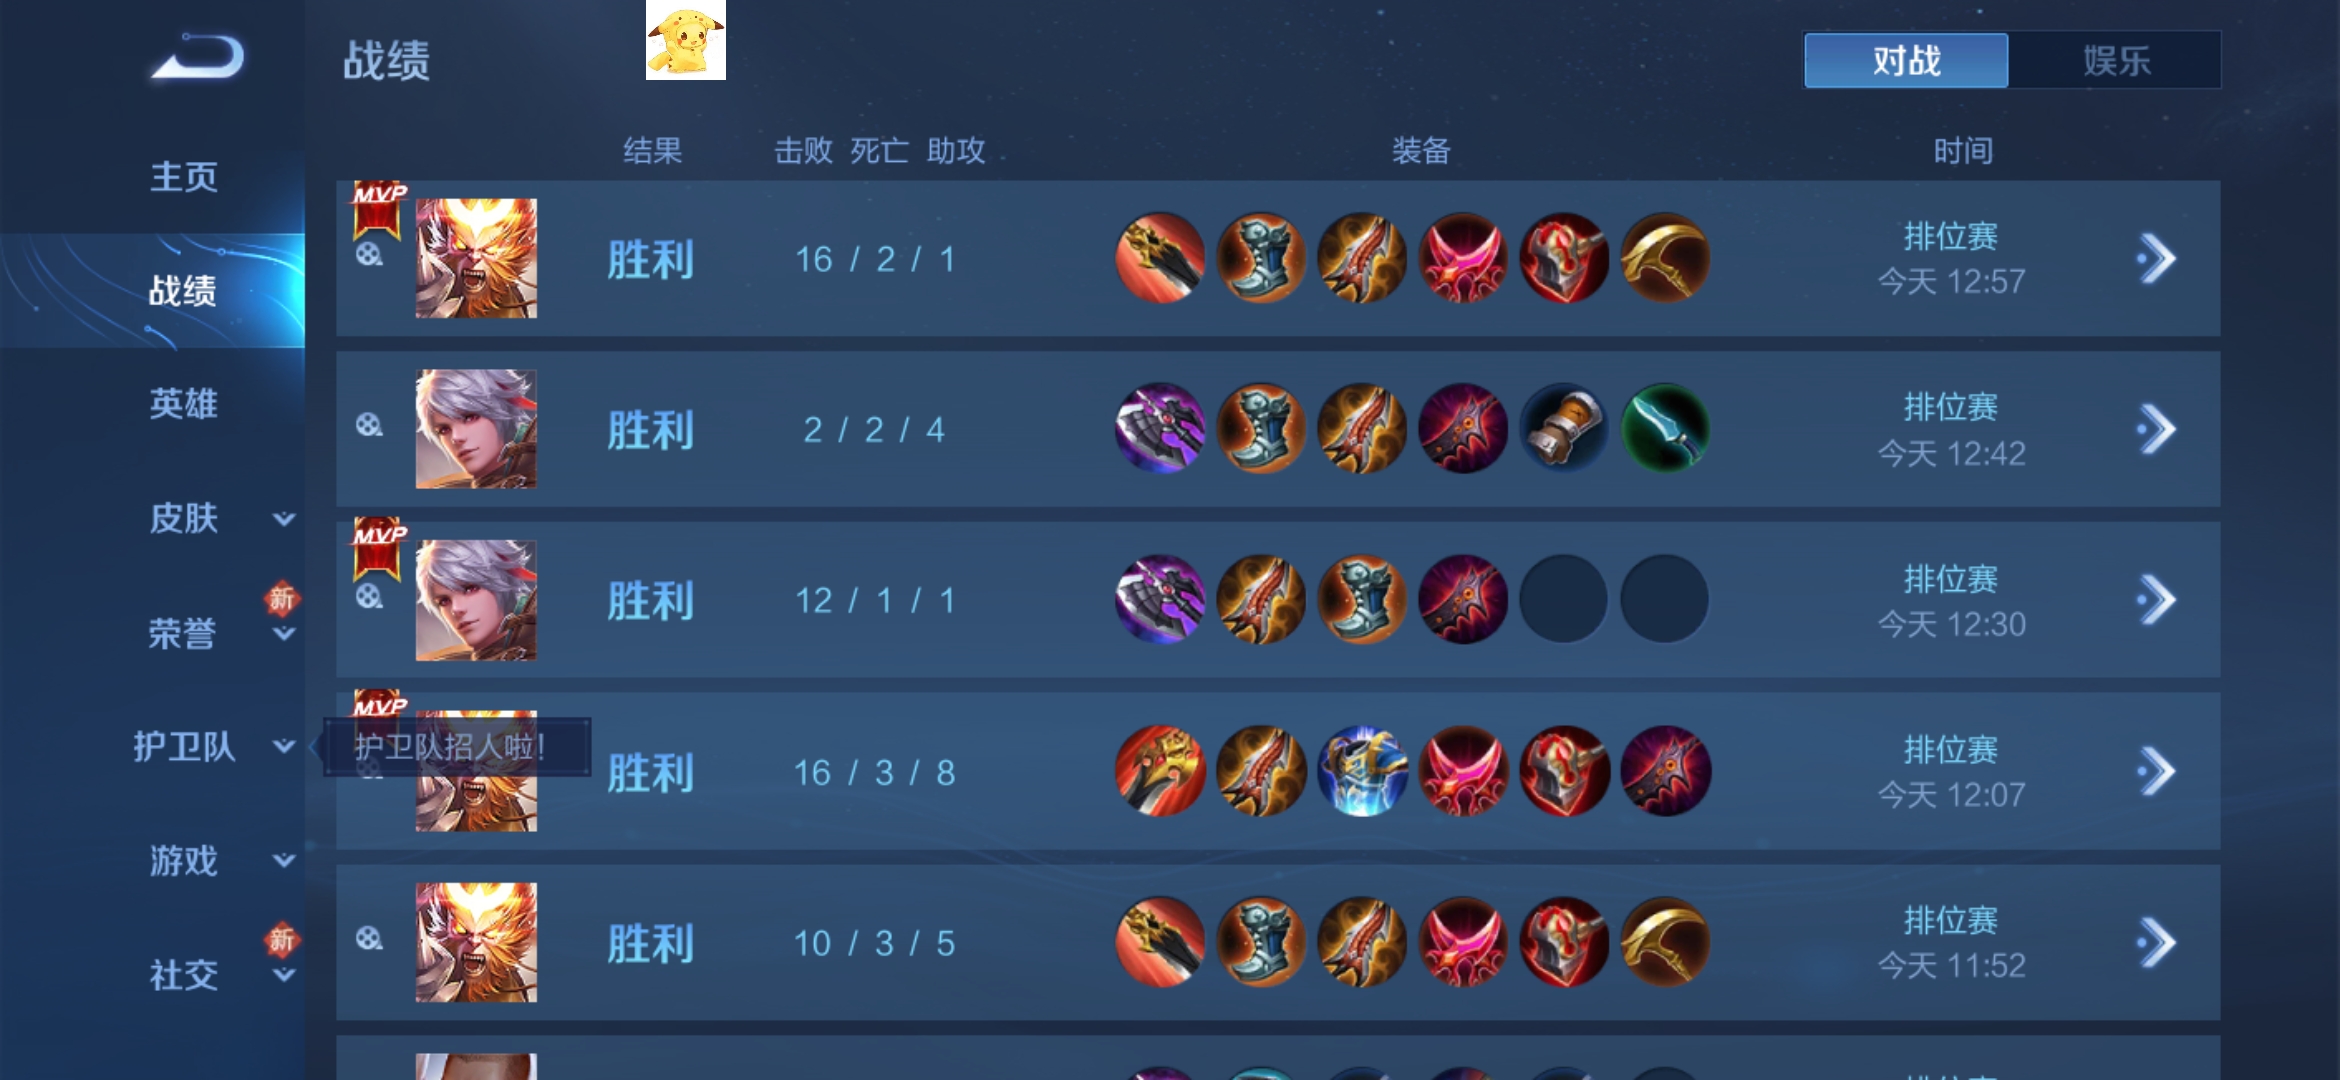 战绩
对战 娱乐
结果 击败 死亡 助攻 装备 时间
主页
战绩
英雄
皮肤
新
荣誉
护卫队
游戏
新
社交
MVP
胜利 16 / 2 / 1 排位赛
今天 12:57
胜利 2 / 2 / 4 排位赛
今天 12:42
MVP
胜利 12 / 1 / 1 排位赛
今天 12:30
MVP
护卫队招人啦!
胜利 16 / 3 / 8 排位赛
今天 12:07
胜利 10 / 3 / 5 排位赛
今天 11:52